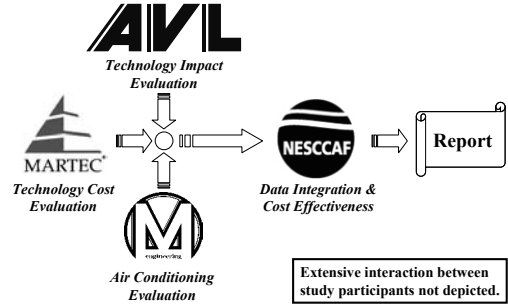 AVL
Technology Impact
Evaluation
MARTEC
Technology Cost
Evaluation
NESCCAF
Data Integration &
Cost Effectiveness
Report
M
engineering
Air Conditioning
Evaluation
Extensive interaction between
study participants not depicted.